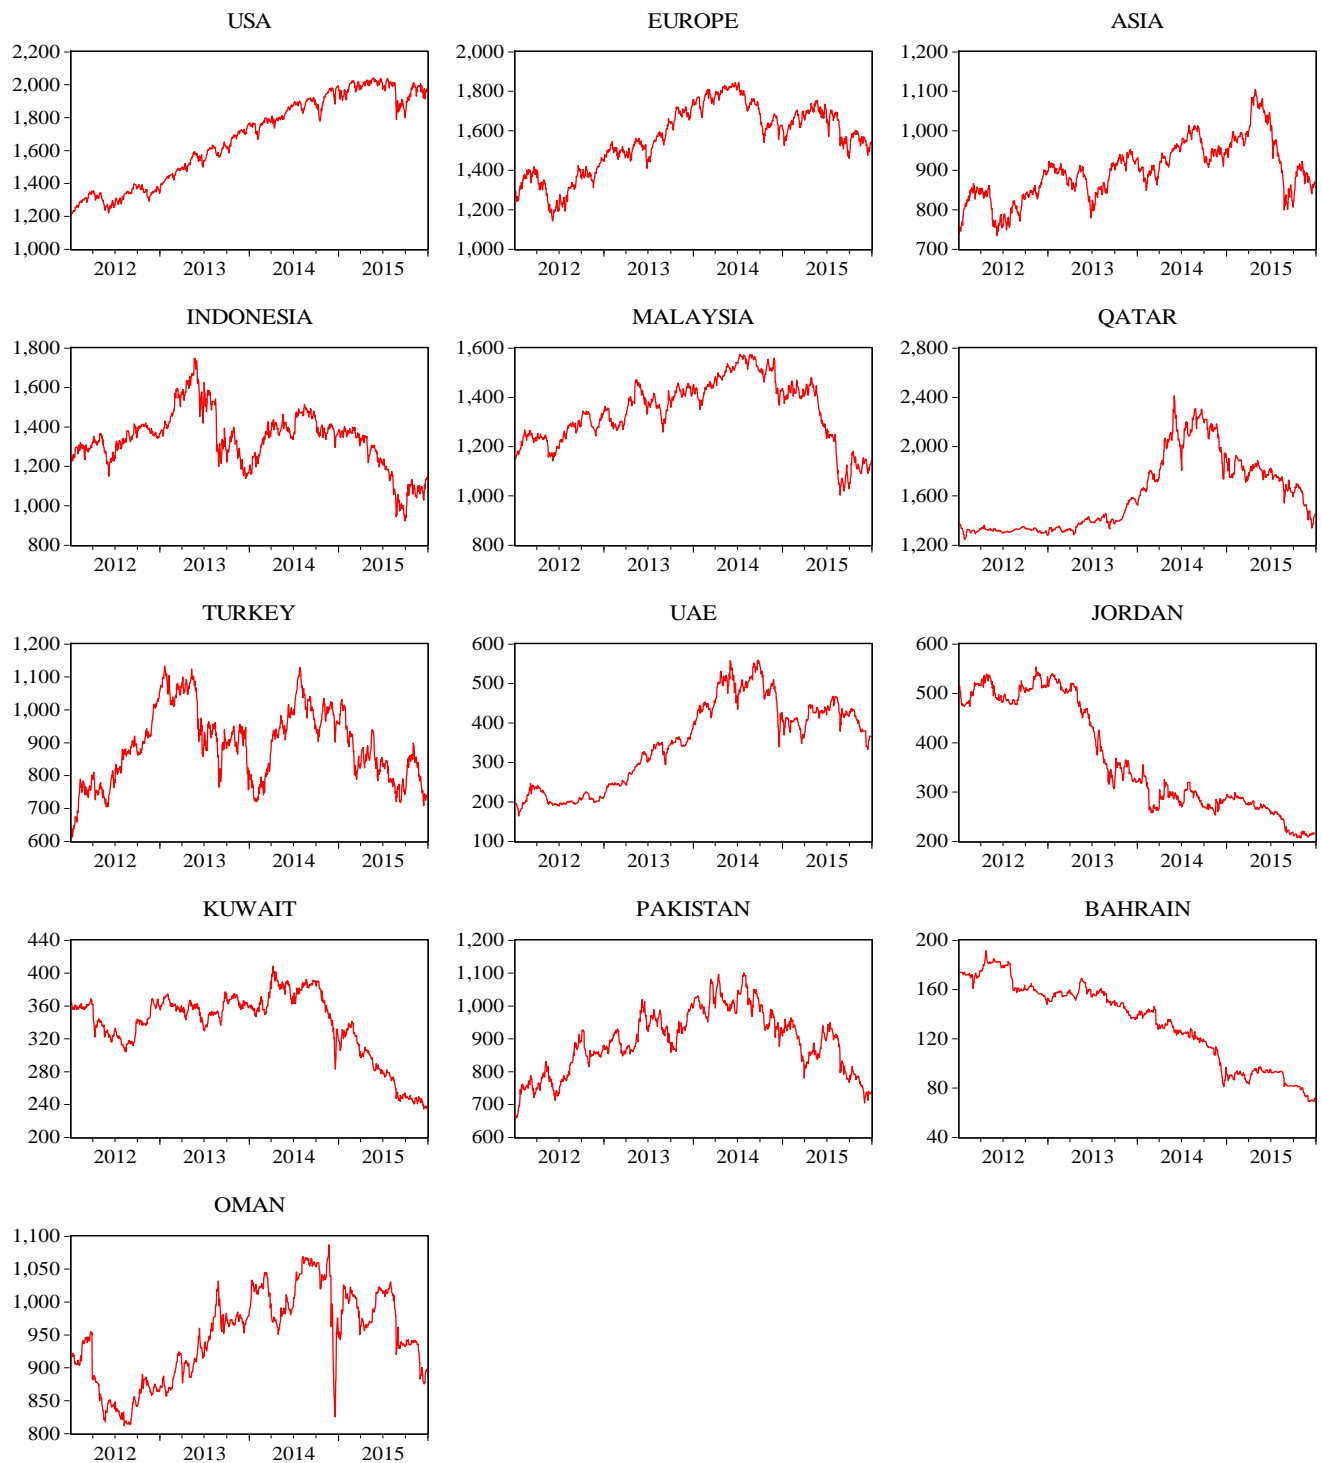 USA EUROPE ASIA
2,200 2,000 1,200
2,000 1,800 1,100
1,800 1,000
1,600 1,600 900
1,400 1,400 800
1,200 1,200 700
1,000 1,000
2012 2013 2014 2015 2012 2013 2014 2015 2012 2013 2014 2015
INDONESIA MALAYSIA QATAR
1,800 1,600 2,800
1,600 1,400 2,400
1,400 1,200 2,000
1,200 1,000 1,600
1,000 800 1,200
800
2012 2013 2014 2015 2012 2013 2014 2015 2012 2013 2014 2015
TURKEY UAE JORDAN
1,200 600 600
1,100 500 500
1,000 400 400
900 300 300
800 200 200
700 100
600
2012 2013 2014 2015 2012 2013 2014 2015 2012 2013 2014 2015
KUWAIT PAKISTAN BAHRAIN
440 1,200 200
400 1,100 160
360 1,000 120
320 900 80
280 800 40
240 700
200 600
2012 2013 2014 2015 2012 2013 2014 2015 2012 2013 2014 2015
OMAN
1,100
1,050
1,000
950
900
850
800
2012 2013 2014 2015